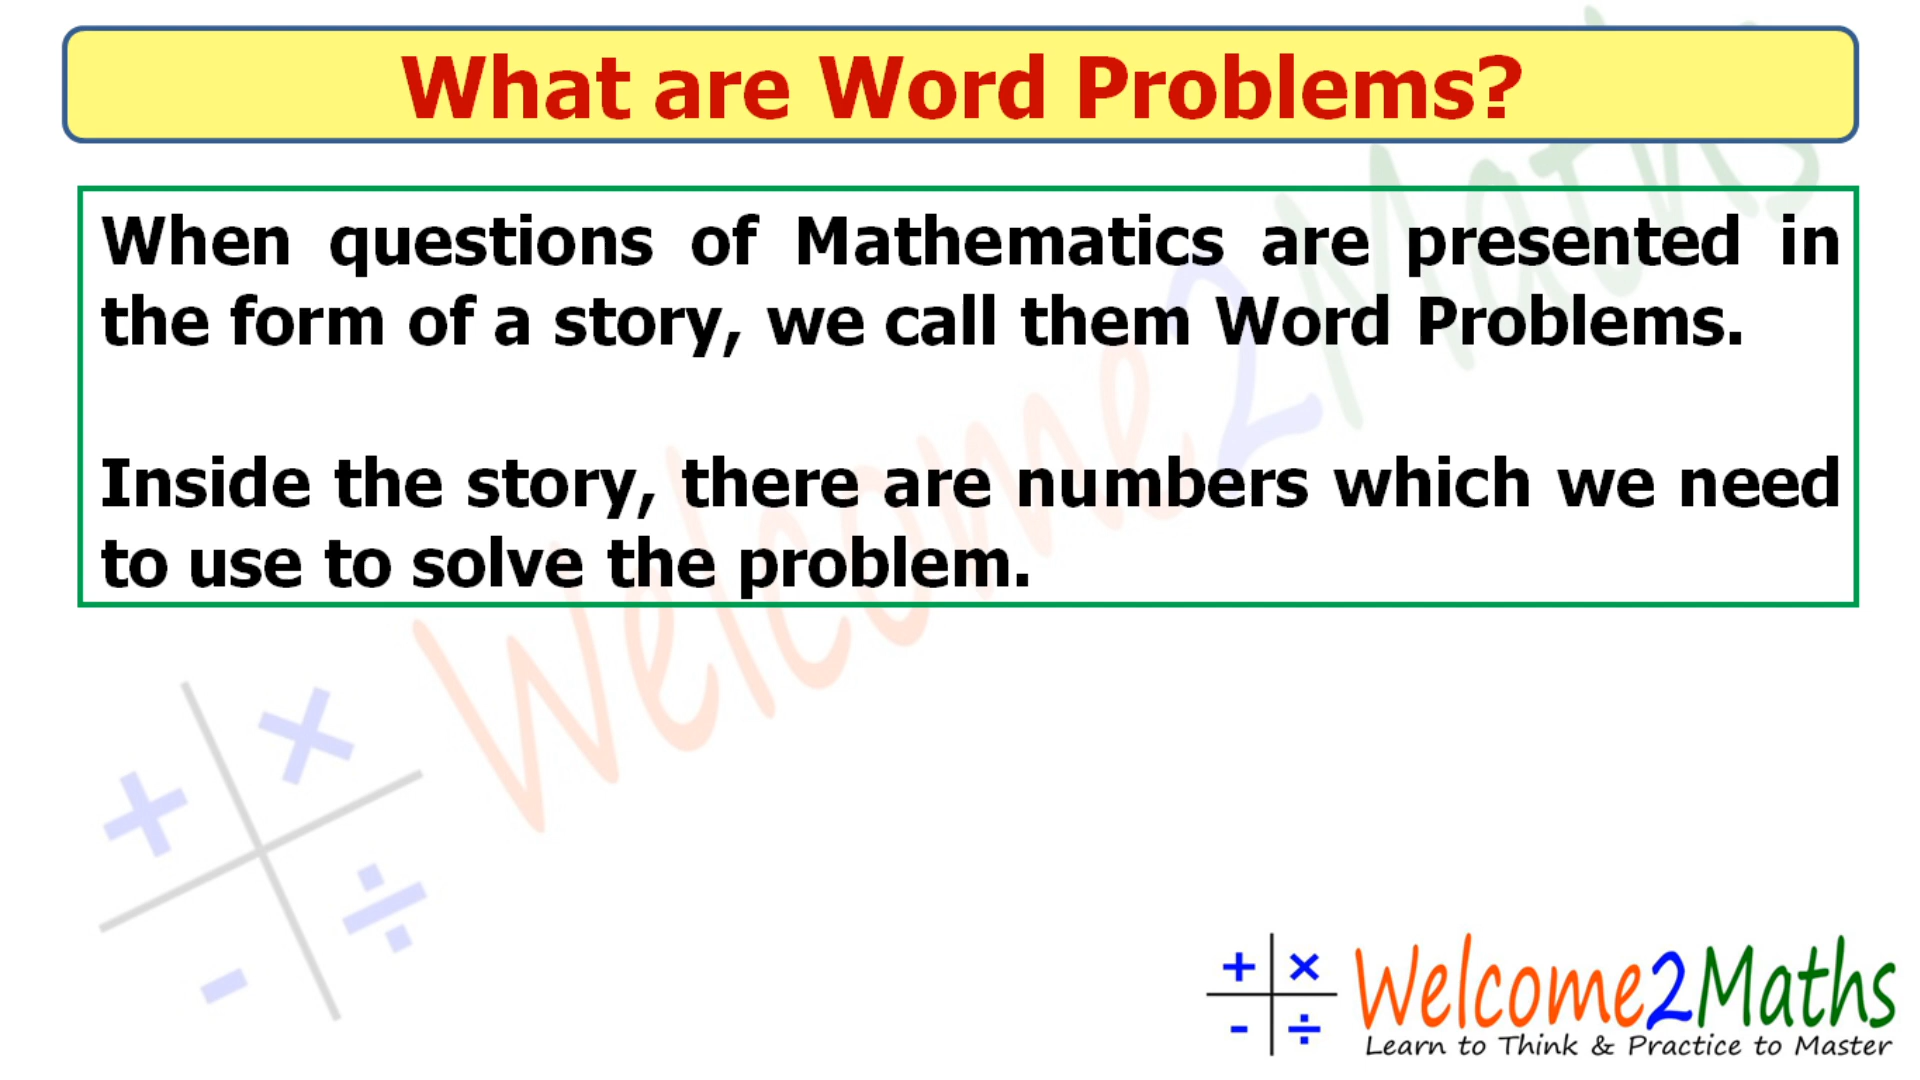 What are Word Problems?
When questions of Mathematics are presented in
the form of a story, we call them Word Problems.
Inside the story, there are numbers which we need
to use to solve the problem.
Welcome2Maths
+ ×
- ÷
Welcome2Maths
Learn to Think & Practice to Master